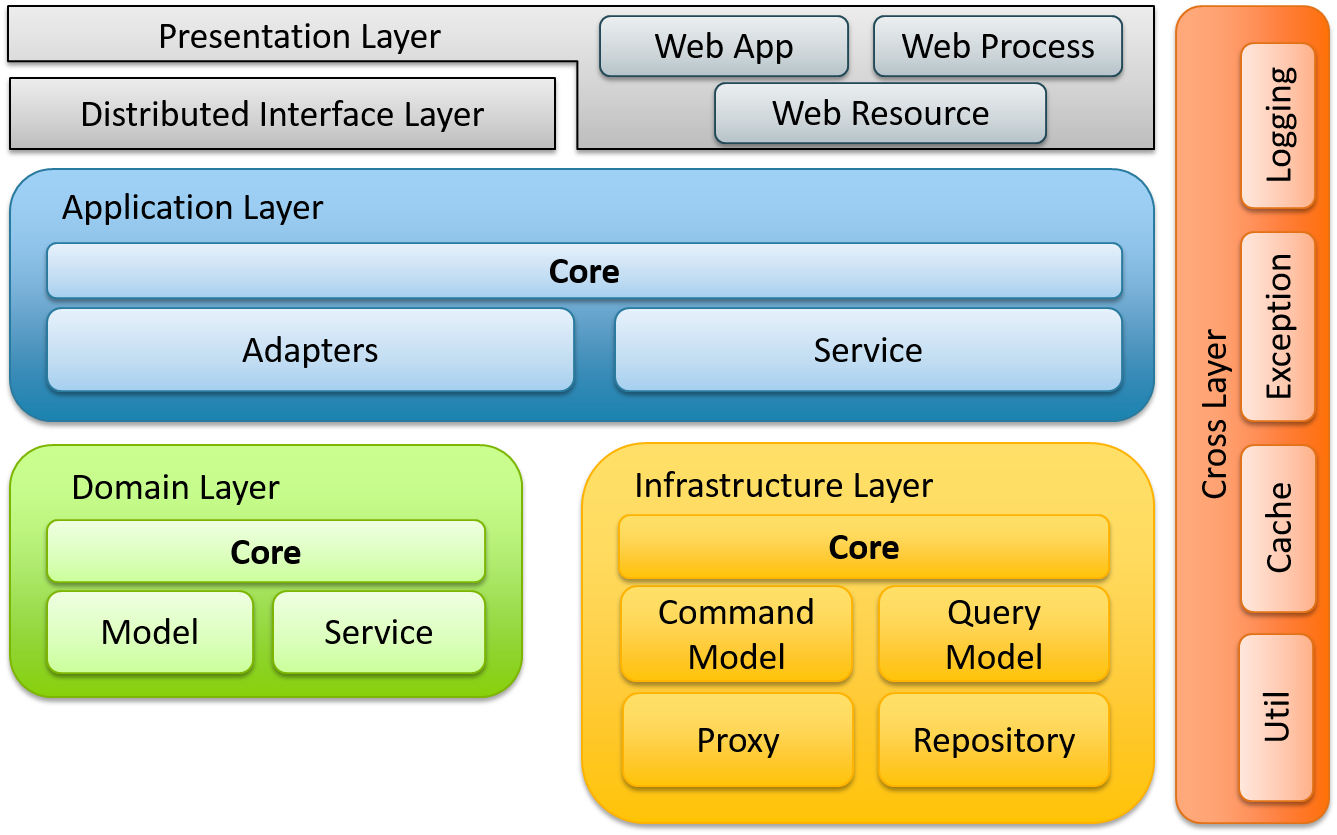 Presentation Layer
Web App
Web Process
Distributed Interface Layer
Web Resource
Application Layer
Core
Adapters
Service
Domain Layer
Core
Model
Service
Infrastructure Layer
Core
Command
Model
Query
Model
Proxy
Repository
Cross Layer
Logging
Exception
Cache
Util